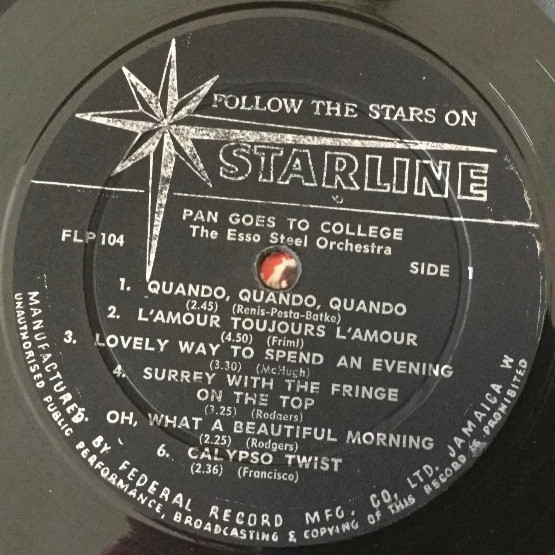 FOLLOW THE STARS ON
STARLINE
PAN GOES TO COLLEGE
The Esso Steel Orchestra
FLP 104
SIDE 1
1. QUANDO, QUANDO, QUANDO
(2.45) (Renis-Pesta-Batke)
2. L'AMOUR TOUJOURS L'AMOUR
(4.50) (Friml)
3. LOVELY WAY TO SPEND AN EVENING
(3.30) (McHugh)
4. SURREY WITH THE FRINGE
ON THE TOP
(3.25) (Rodgers)
OH, WHAT A BEAUTIFUL MORNING
(2.25) (Rodgers)
6. CALYPSO TWIST
(2.36) (Francisco)
MANUFACTURED BY FEDERAL RECORD MFG. CO, LTD. JAMAICA W
UNAUTHORISED PUBLIC PERFORMANCE, BROADCASTING & COPYING OF THIS RECORD IS PROHIBITED